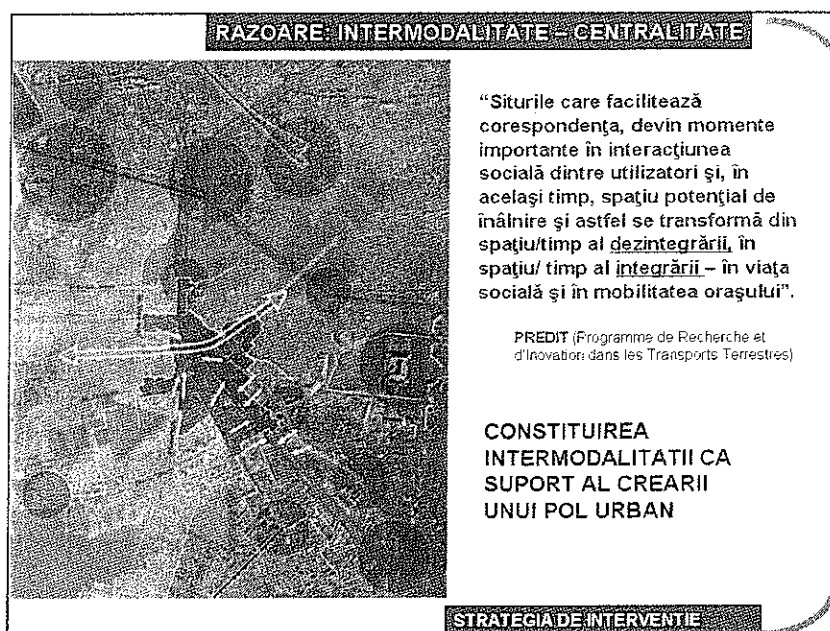 RAZOARE: INTERMODALITATE – CENTRALITATE
“Siturile care facilitează
corespondenţa, devin momente
importante în interacţiunea
socială dintre utilizatori şi, în
acelaşi timp, spaţiu potenţial de
înâlnire şi astfel se transformă din
spaţiu/timp al dezintegrării, în
spaţiu/ timp al integrării – în viaţa
socială şi în mobilitatea oraşului”.
PREDIT (Programme de Recherche et
d'Inovation dans les Transports Terrestres)
CONSTITUIREA
INTERMODALITATII CA
SUPORT AL CREARII
UNUI POL URBAN
STRATEGIA DE INTERVENTIE